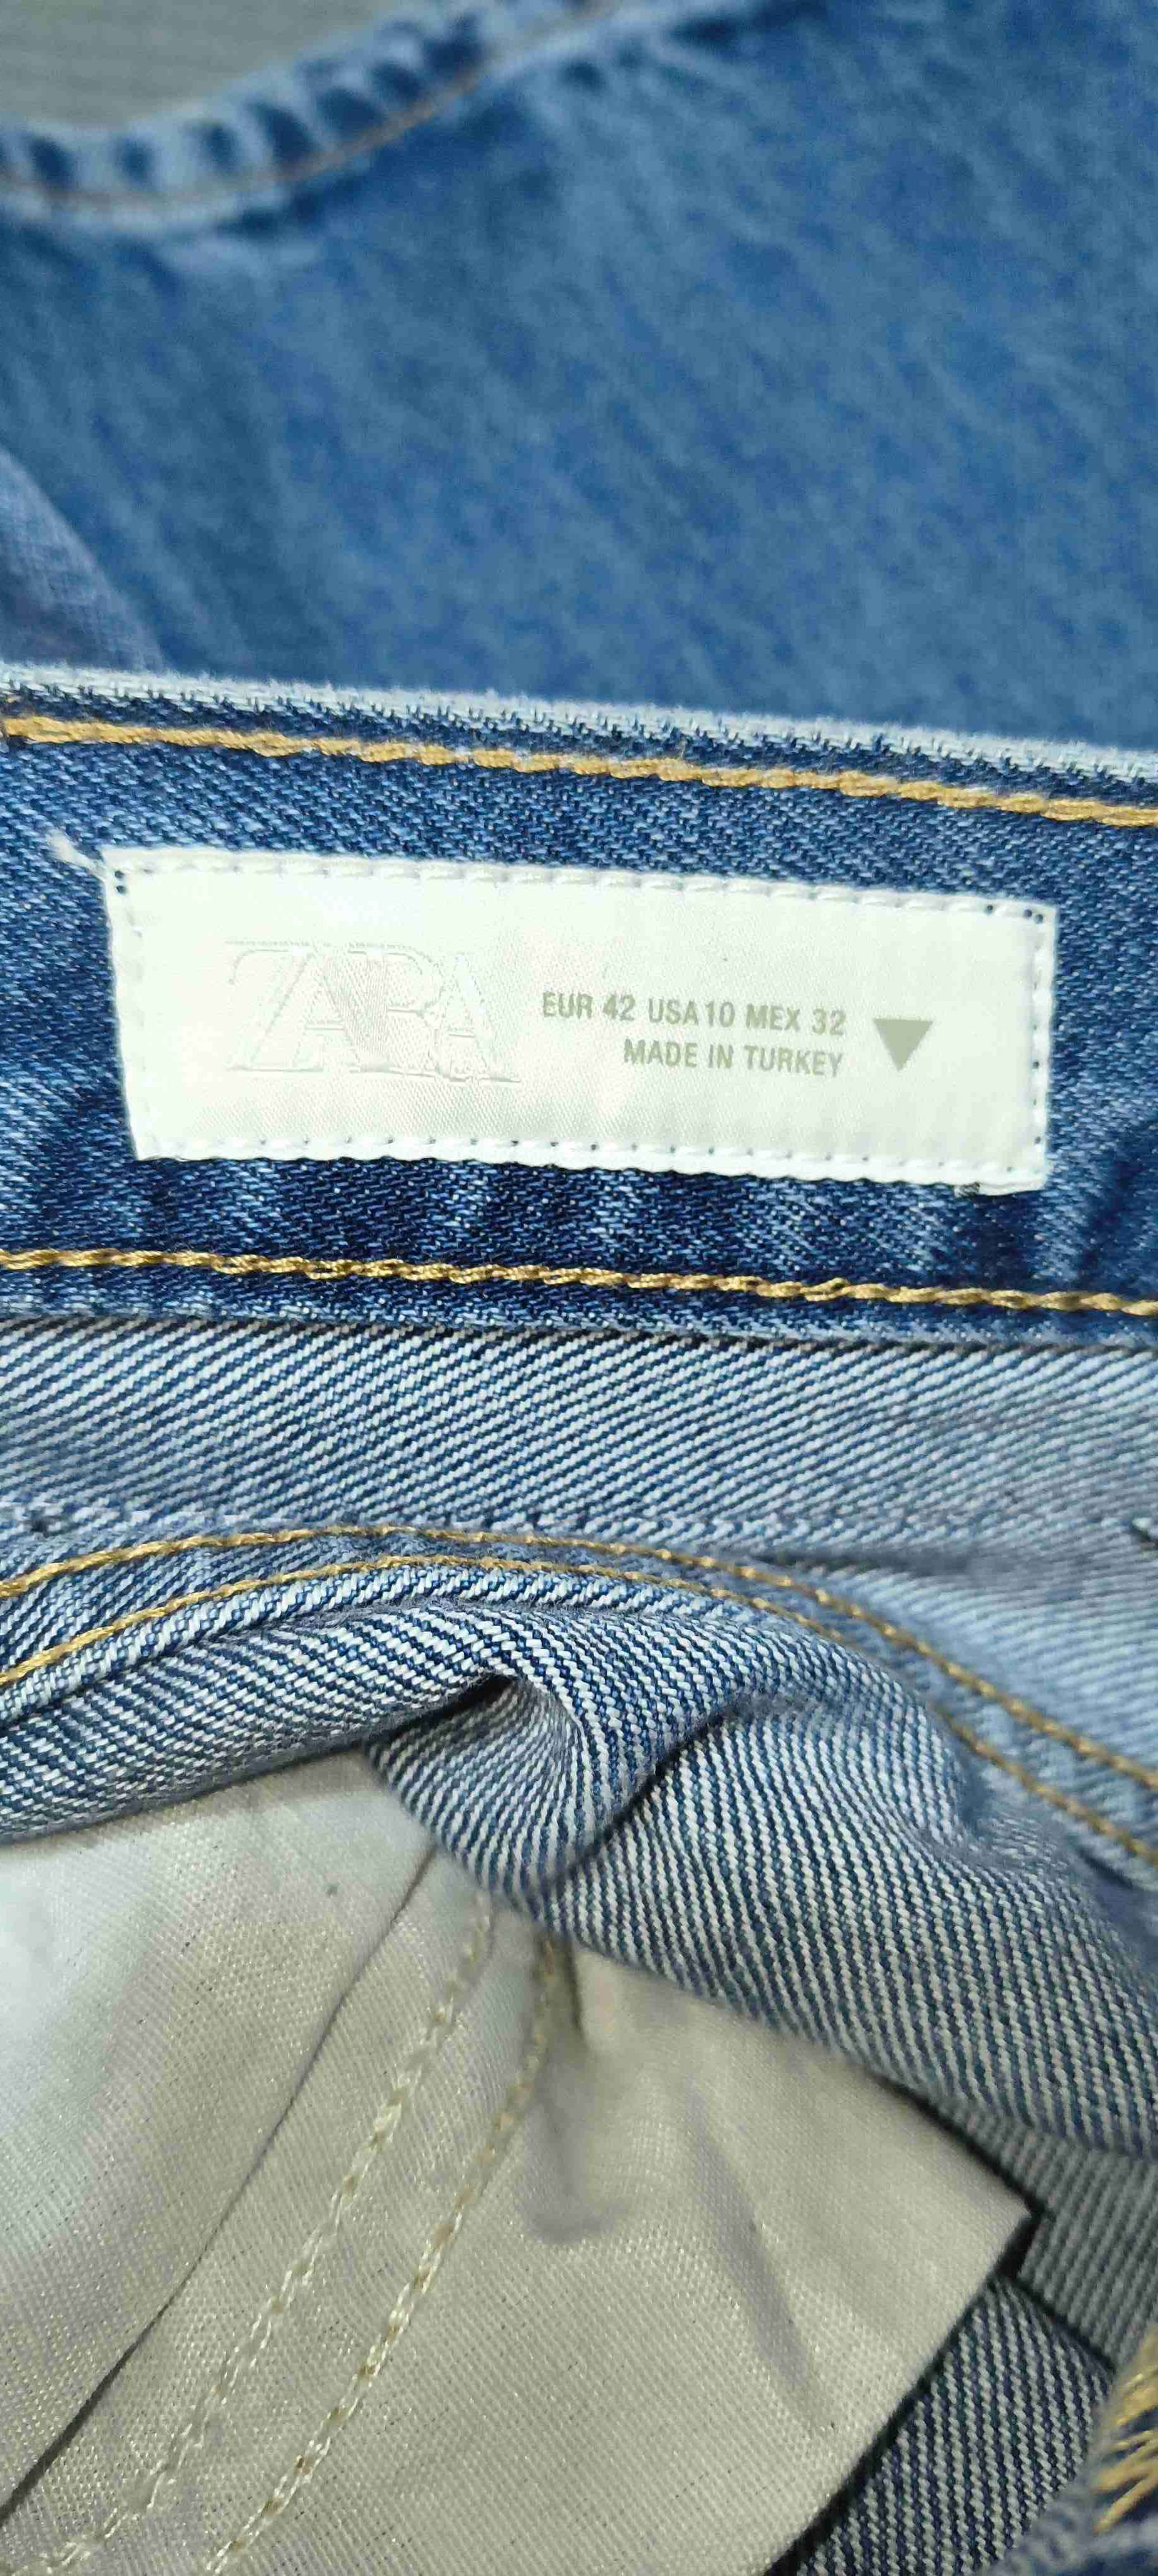 ZARA
EUR 42 USA 10 MEX 32
MADE IN TURKEY